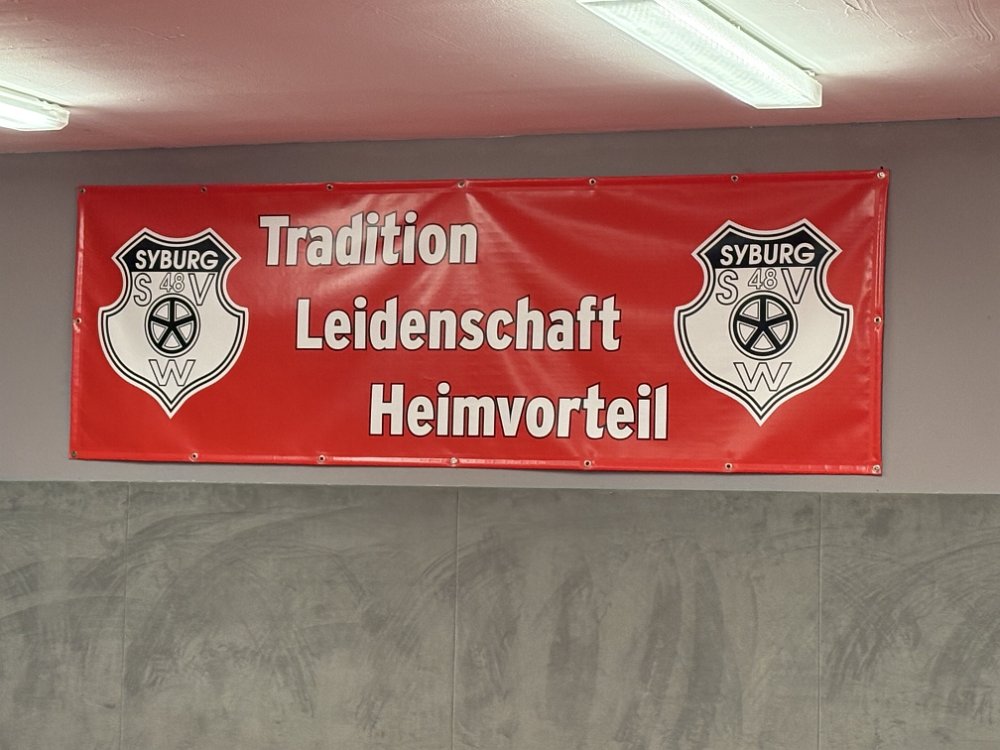 SYBURG
S 48 V
W
Tradition
Leidenschaft
Heimvorteil
SYBURG
S 48 V
W